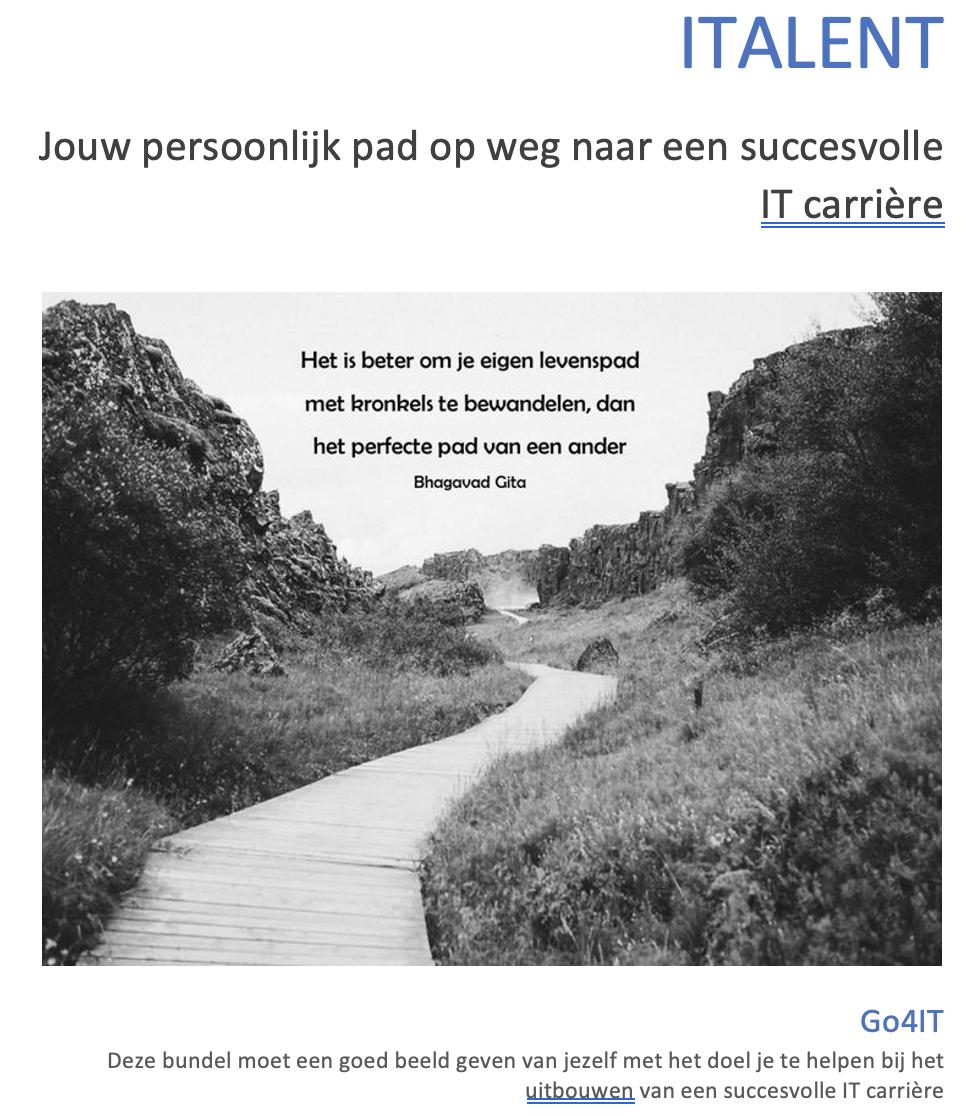 ITALENT
Jouw persoonlijk pad op weg naar een succesvolle
IT carrière
Het is beter om je eigen levenspad
met kronkels te bewandelen, dan
het perfecte pad van een ander
Bhagavad Gita
Go4IT
Deze bundel moet een goed beeld geven van jezelf met het doel je te helpen bij het
uitbouwen van een succesvolle IT carrière